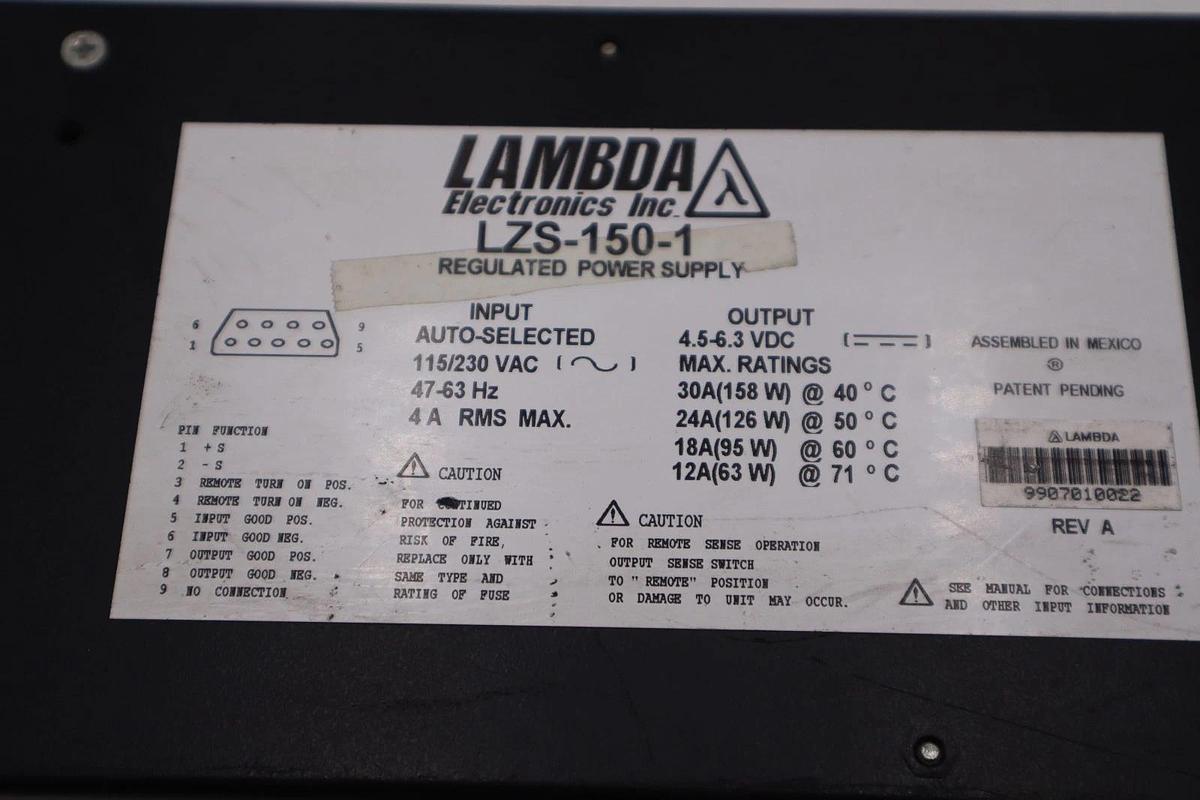 LAMBDA
Electronics Inc.
LZS-150-1
REGULATED POWER SUPPLY
6 9
1 5
PIN FUNCTION
1 +S
2 -S
3 REMOTE TURN ON POS.
4 REMOTE TURN ON NEG.
5 INPUT GOOD POS.
6 INPUT GOOD NEG.
7 OUTPUT GOOD POS.
8 OUTPUT GOOD NEG.
9 NO CONNECTION
INPUT
AUTO-SELECTED
115/230 VAC
47-63 Hz
4 A RMS MAX.
CAUTION
FOR CONTINUED
PROTECTION AGAINST
RISK OF FIRE,
REPLACE ONLY WITH
SAME TYPE AND
RATING OF FUSE
OUTPUT
4.5-6.3 VDC
MAX. RATINGS
30A(158 W) @ 40 °C
24A(126 W) @ 50 °C
18A(95 W) @ 60 °C
12A(63 W) @ 71 °C
CAUTION
FOR REMOTE SENSE OPERATION
OUTPUT SENSE SWITCH
TO "REMOTE" POSITION
OR DAMAGE TO UNIT MAY OCCUR.
ASSEMBLED IN MEXICO
®
PATENT PENDING
LAMBDA
9907010022
REV A
SEE MANUAL FOR CONNECTIONS
AND OTHER INPUT INFORMATION